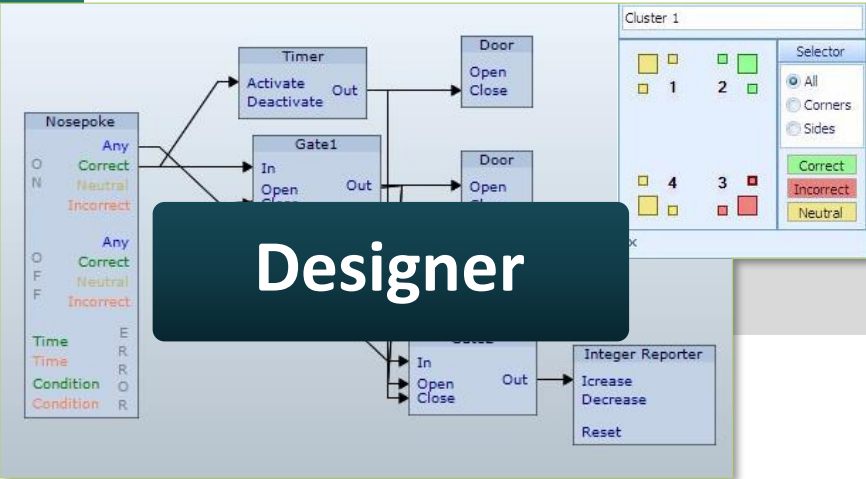 Cluster 1
Selector
All
Corners
Sides
1
2
4
3
Correct
Incorrect
Neutral
x
Timer
Activate
Deactivate
Out
Door
Open
Close
Nosepoke
O
N
Any
Correct
Neutral
Incorrect
O
F
F
Any
Correct
Neutral
Incorrect
Time
Time
Condition
Condition
E
R
R
O
R
Gate1
In
Open
Out
Door
Open
Designer
In
Open
Close
Out
Integer Reporter
Icrease
Decrease
Reset